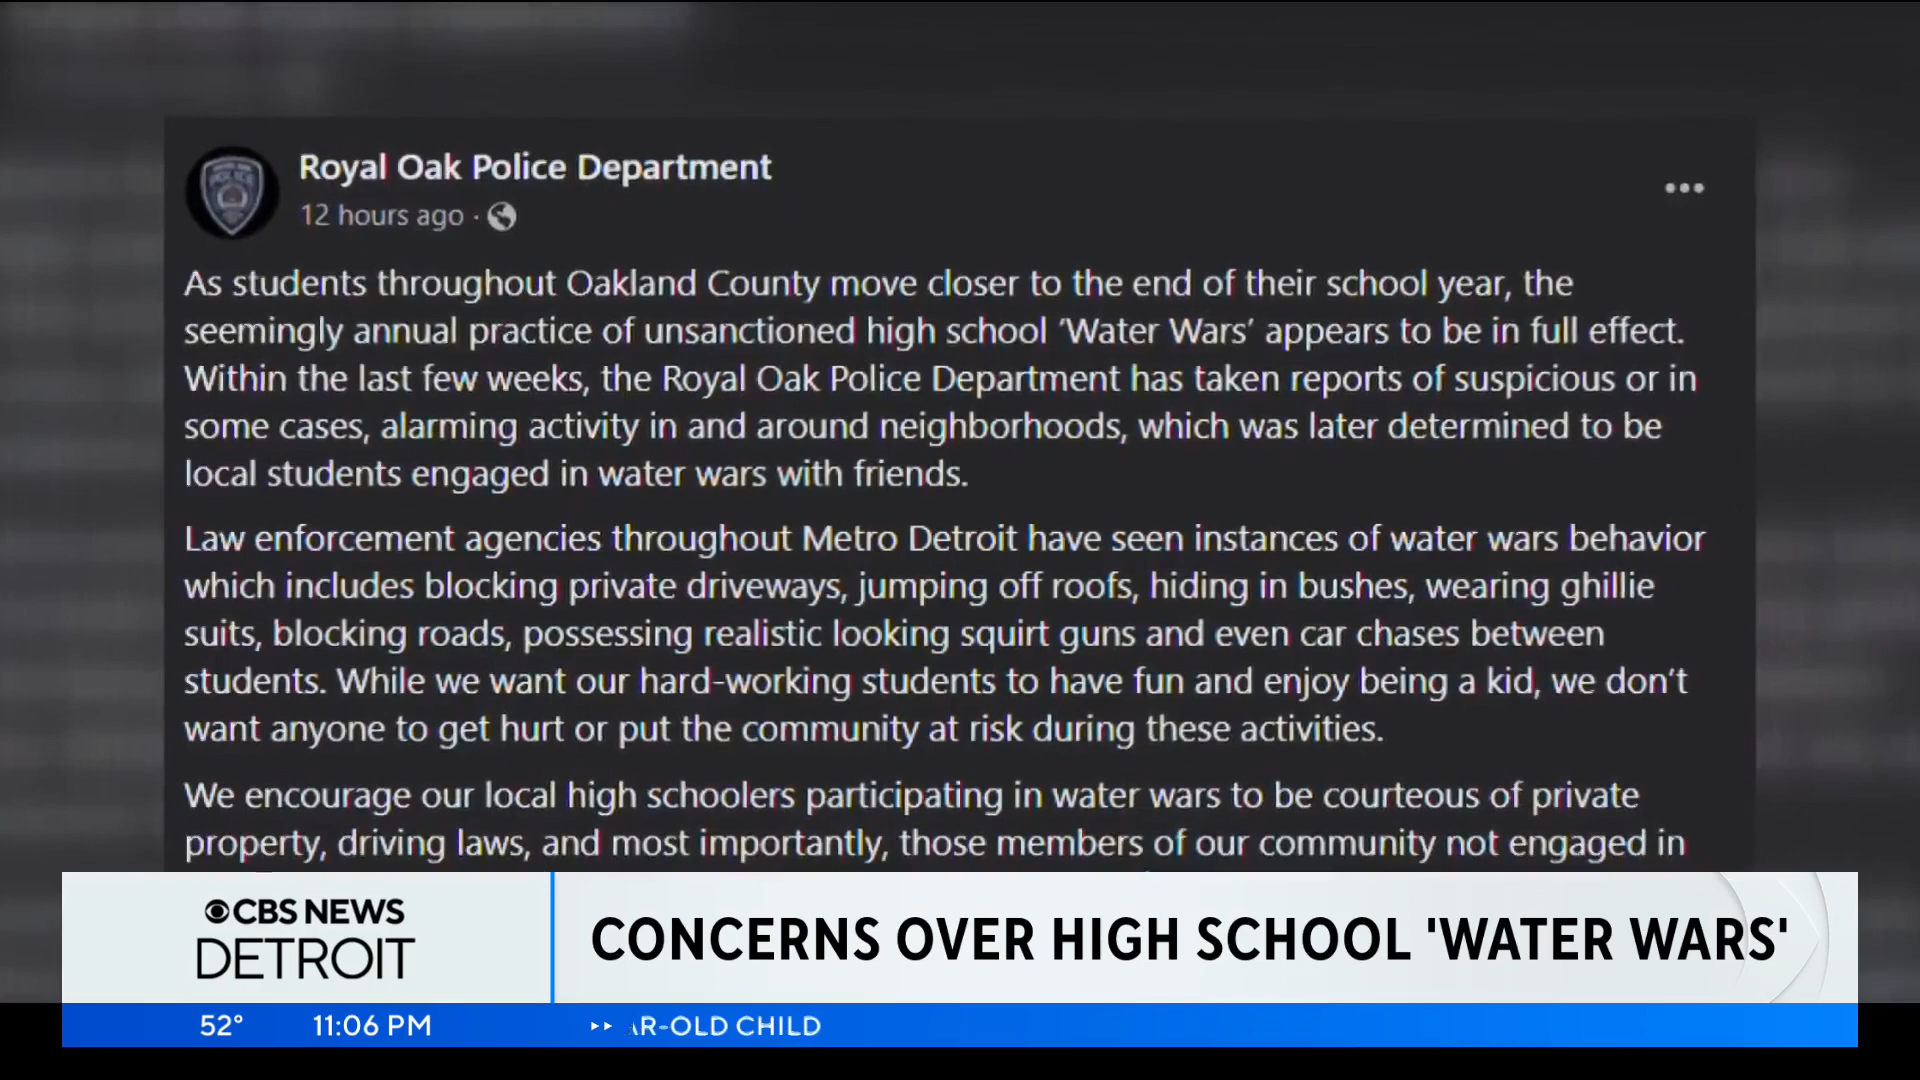 Royal Oak Police Department
12 hours ago ·
As students throughout Oakland County move closer to the end of their school year, the
seemingly annual practice of unsanctioned high school ‘Water Wars’ appears to be in full effect.
Within the last few weeks, the Royal Oak Police Department has taken reports of suspicious or in
some cases, alarming activity in and around neighborhoods, which was later determined to be
local students engaged in water wars with friends.
Law enforcement agencies throughout Metro Detroit have seen instances of water wars behavior
which includes blocking private driveways, jumping off roofs, hiding in bushes, wearing ghillie
suits, blocking roads, possessing realistic looking squirt guns and even car chases between
students. While we want our hard-working students to have fun and enjoy being a kid, we don’t
want anyone to get hurt or put the community at risk during these activities.
We encourage our local high schoolers participating in water wars to be courteous of private
property, driving laws, and most importantly, those members of our community not engaged in
CBS NEWS
DETROIT
CONCERNS OVER HIGH SCHOOL 'WATER WARS'
52° 11:06 PM AR-OLD CHILD